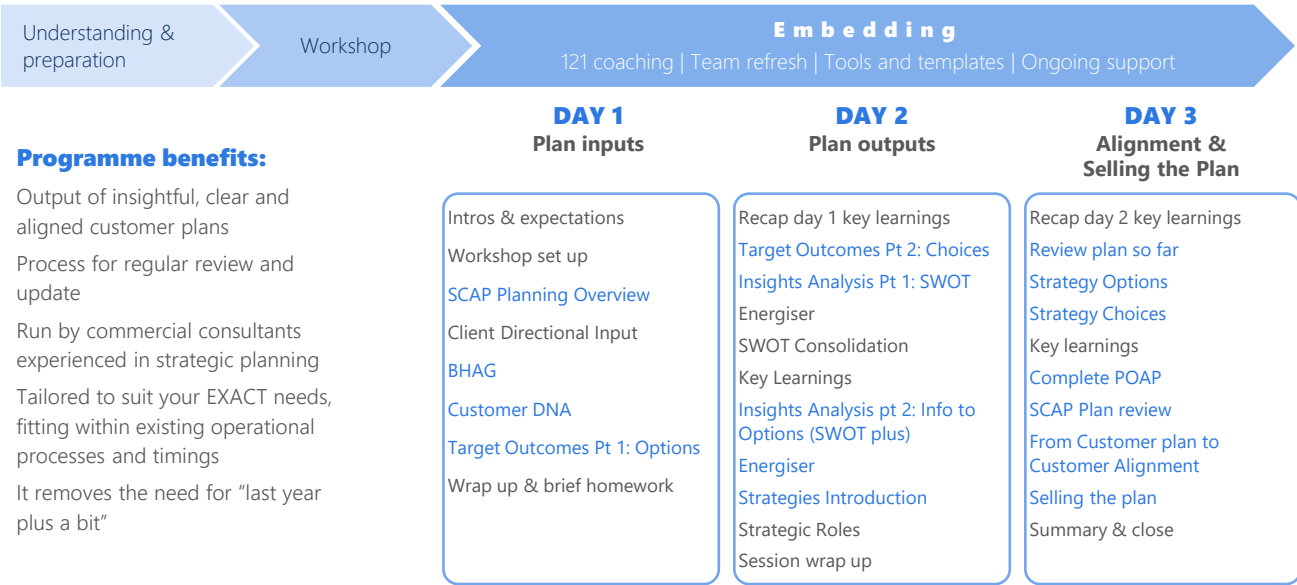 Understanding &
preparation
Workshop
Embedding
121 coaching | Team refresh | Tools and templates | Ongoing support
Programme benefits:
Output of insightful, clear and
aligned customer plans
Process for regular review and
update
Run by commercial consultants
experienced in strategic planning
Tailored to suit your EXACT needs,
fitting within existing operational
processes and timings
It removes the need for “last year
plus a bit”
DAY 1
Plan inputs
Intros & expectations
Workshop set up
SCAP Planning Overview
Client Directional Input
BHAG
Customer DNA
Target Outcomes Pt 1: Options
Wrap up & brief homework
DAY 2
Plan outputs
Recap day 1 key learnings
Target Outcomes Pt 2: Choices
Insights Analysis Pt 1: SWOT
Energiser
SWOT Consolidation
Key Learnings
Insights Analysis pt 2: Info to
Options (SWOT plus)
Energiser
Strategies Introduction
Strategic Roles
Session wrap up
DAY 3
Alignment &
Selling the Plan
Recap day 2 key learnings
Review plan so far
Strategy Options
Strategy Choices
Key learnings
Complete POAP
SCAP Plan review
From Customer plan to
Customer Alignment
Selling the plan
Summary & close